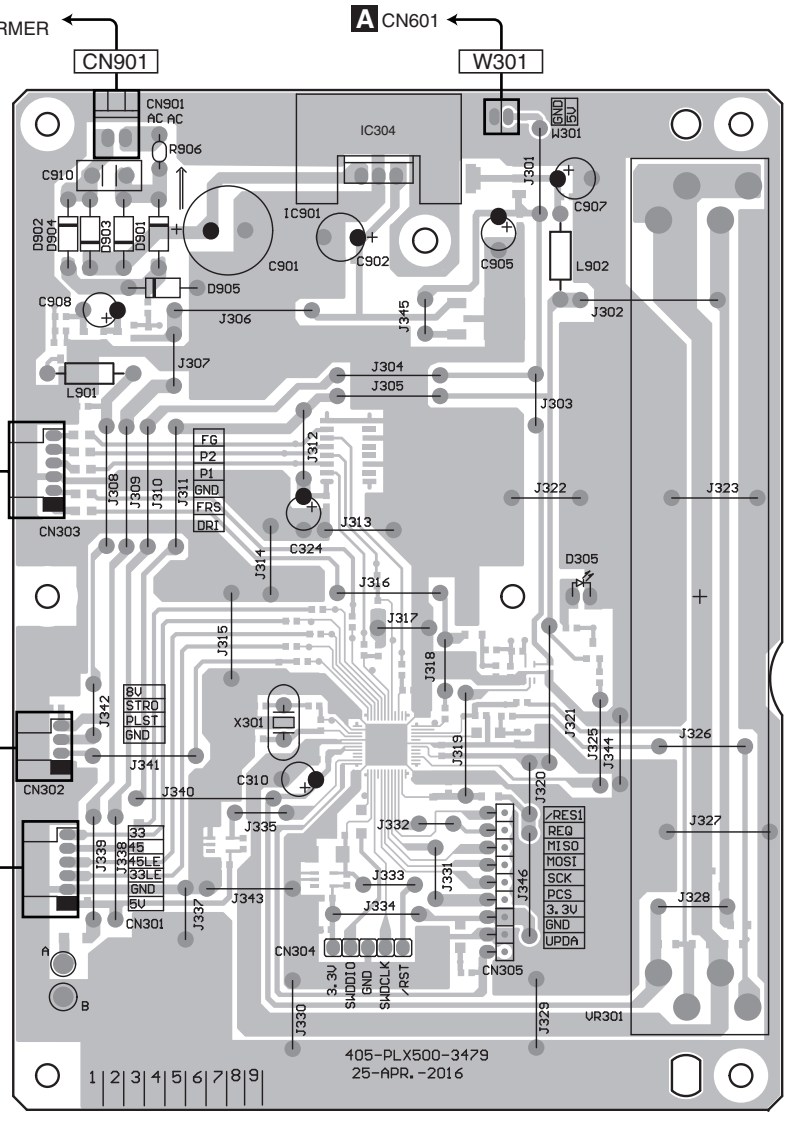 RMER
A CN601
CN901
W301
CN901
AC AC
R906
C910
IC304
GND
5V
W301
J301
C907
IC901
D902
D904
D903
D901
C901
C902
C905
L902
D905
C908
J306
J345
J302
J307
L901
J304
J305
J303
FG
P2
P1
GND
FRS
DRI
J312
J308
J309
J310
J311
J322
J323
CN303
C324
J313
J314
D305
J316
J315
J317
J318
J342
8V
STRO
PLST
GND
X301
J321
J325
J344
J326
J319
J341
CN302
C310
J320
J340
J335
/RES1
REQ
MISO
MOSI
SCK
PCS
3.3V
GND
UPDA
J332
J327
J339
J338
33
45
45LE
33LE
GND
5V
J331
J346
J333
J343
J334
J328
CN301
J337
CN304
CN305
A
B
3.3V
SWDDIO
GND
SWDCLK
/RST
J330
J329
VR301
405-PLX500-3479
25-APR.-2016
1 2 3 4 5 6 7 8 9